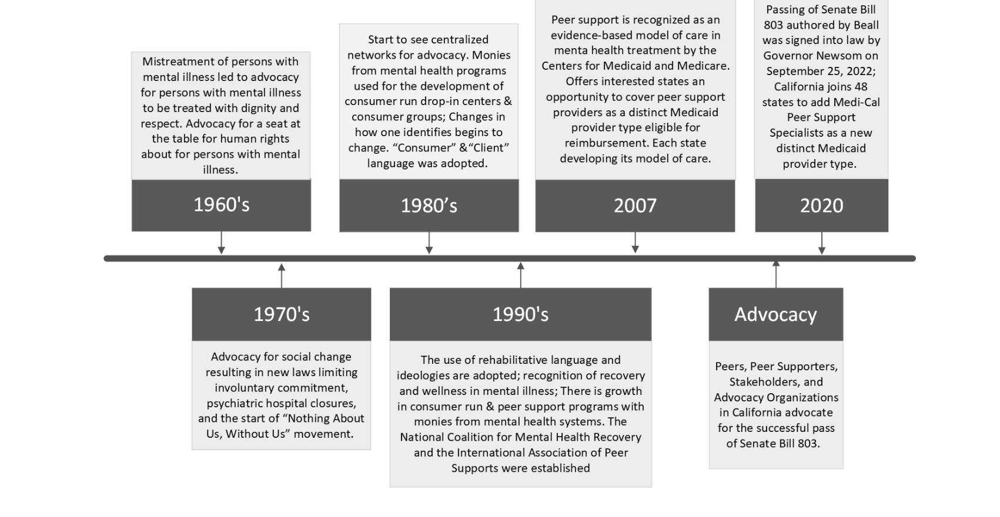 Mistreatment of persons with
mental illness led to advocacy
for persons with mental illness
to be treated with dignity and
respect. Advocacy for a seat at
the table for human rights
about for persons with mental
illness.
1960's
Start to see centralized
networks for advocacy. Monies
from mental health programs
used for the development of
consumer run drop-in centers &
consumer groups; Changes in
how one identifies begins to
change. “Consumer” &“Client”
language was adopted.
1980’s
Peer support is recognized as an
evidence-based model of care in
menta health treatment by the
Centers for Medicaid and Medicare.
Offers interested states an
opportunity to cover peer support
providers as a distinct Medicaid
provider type eligible for
reimbursement. Each state
developing its model of care.
2007
Passing of Senate Bill
803 authored by Beall
was signed into law by
Governor Newsom on
September 25, 2022;
California joins 48
states to add Medi-Cal
Peer Support
Specialists as a new
distinct Medicaid
provider type.
2020
1970's
Advocacy for social change
resulting in new laws limiting
involuntary commitment,
psychiatric hospital closures,
and the start of “Nothing About
Us, Without Us” movement.
1990's
The use of rehabilitative language and
ideologies are adopted; recognition of recovery
and wellness in mental illness; There is growth
in consumer run & peer support programs with
monies from mental health systems. The
National Coalition for Mental Health Recovery
and the International Association of Peer
Supports were established
Advocacy
Peers, Peer Supporters,
Stakeholders, and
Advocacy Organizations
in California advocate
for the successful pass
of Senate Bill 803.